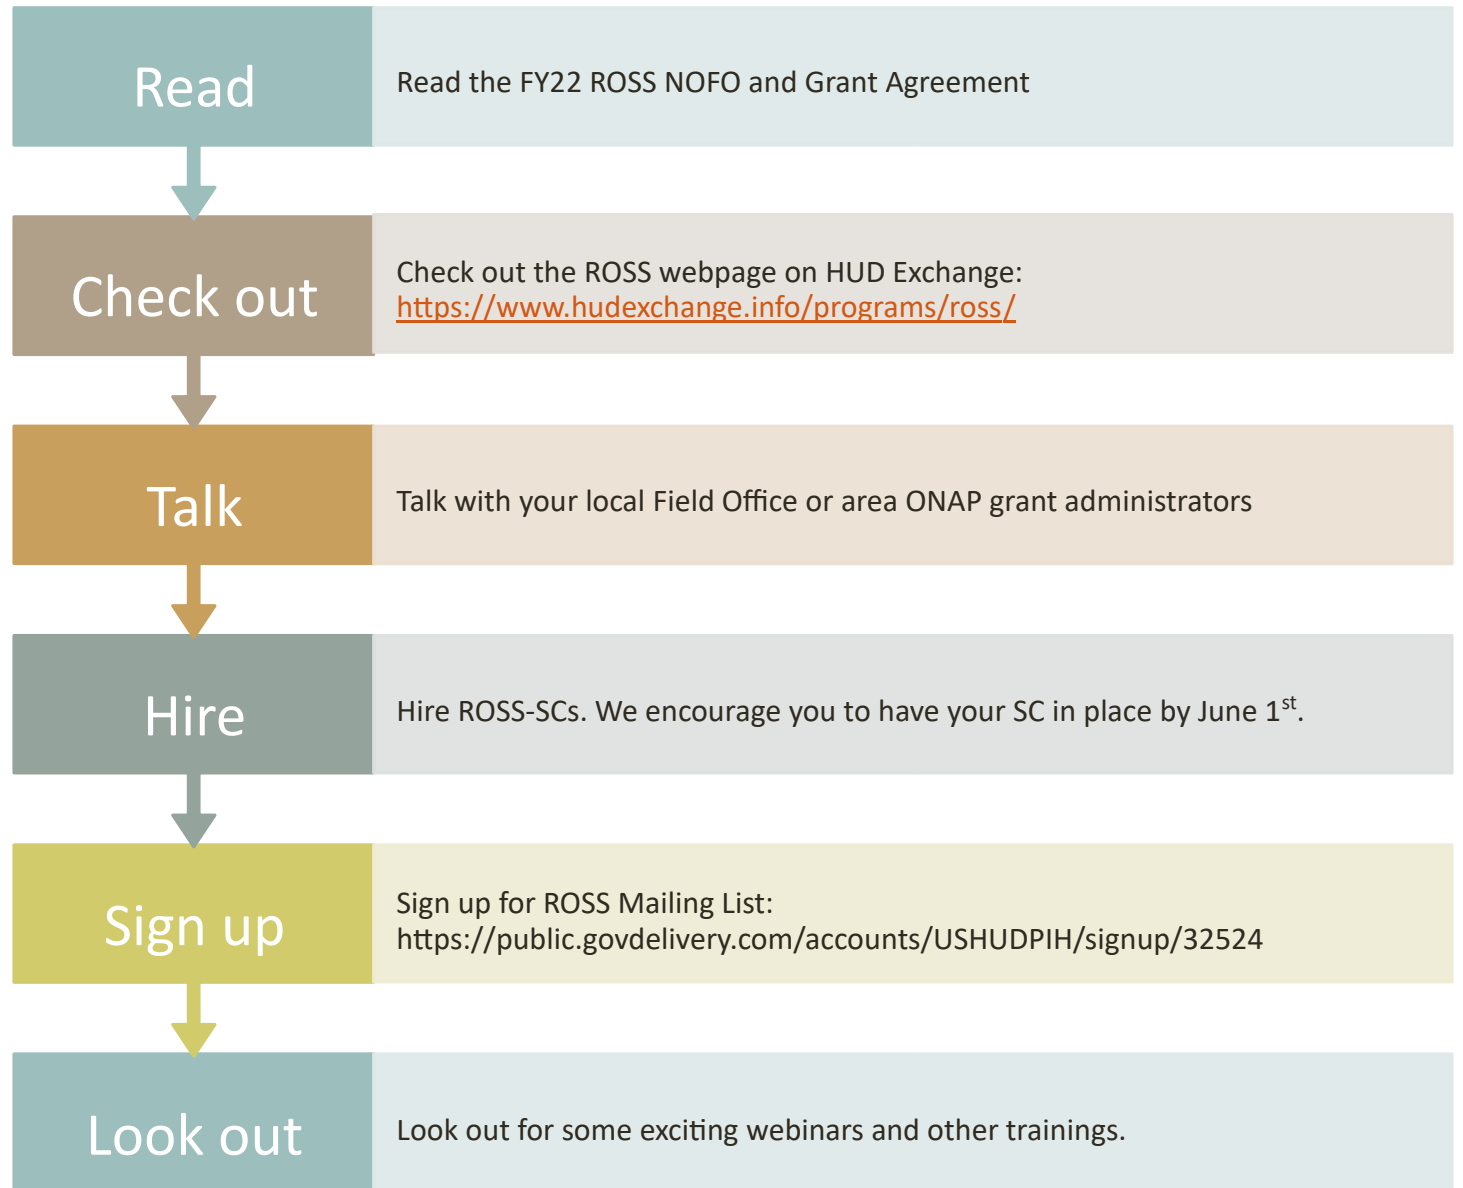 Read
Read the FY22 ROSS NOFO and Grant Agreement
Check out
Check out the ROSS webpage on HUD Exchange:
https://www.hudexchange.info/programs/ross/
Talk
Talk with your local Field Office or area ONAP grant administrators
Hire
Hire ROSS-SCs. We encourage you to have your SC in place by June 1st.
Sign up
Sign up for ROSS Mailing List:
https://public.govdelivery.com/accounts/USHUDPIH/signup/32524
Look out
Look out for some exciting webinars and other trainings.